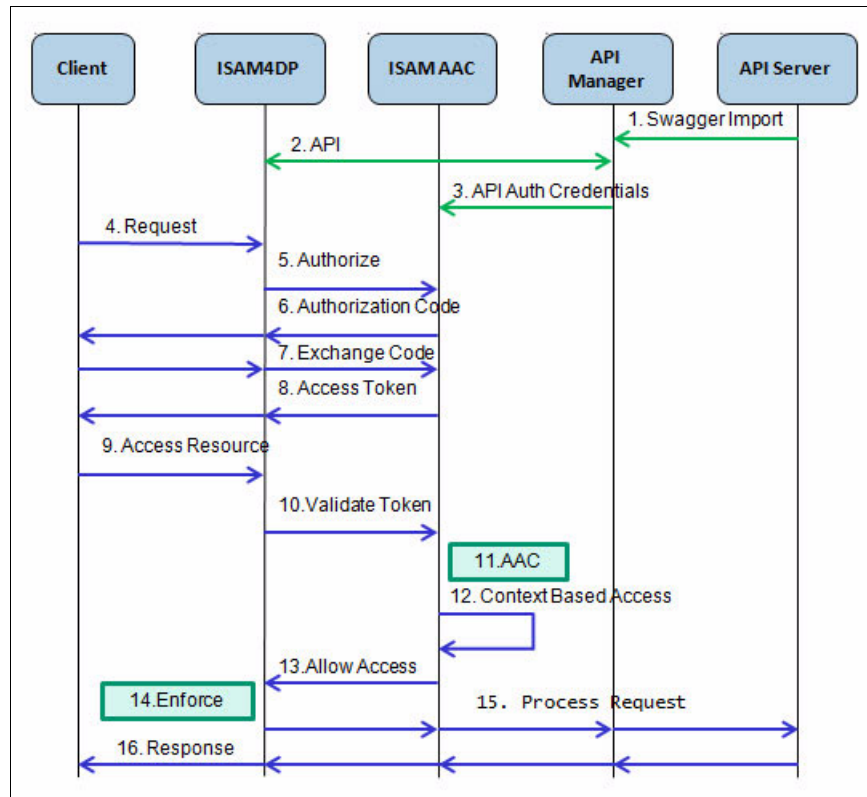 Client
ISAM4DP
ISAM AAC
API
Manager
API Server
1. Swagger Import
2. API
3. API Auth Credentials
4. Request
5. Authorize
6. Authorization Code
7. Exchange Code
8. Access Token
9. Access Resource
10.Validate Token
11.AAC
12. Context Based Access
13.Allow Access
14.Enforce
15. Process Request
16. Response